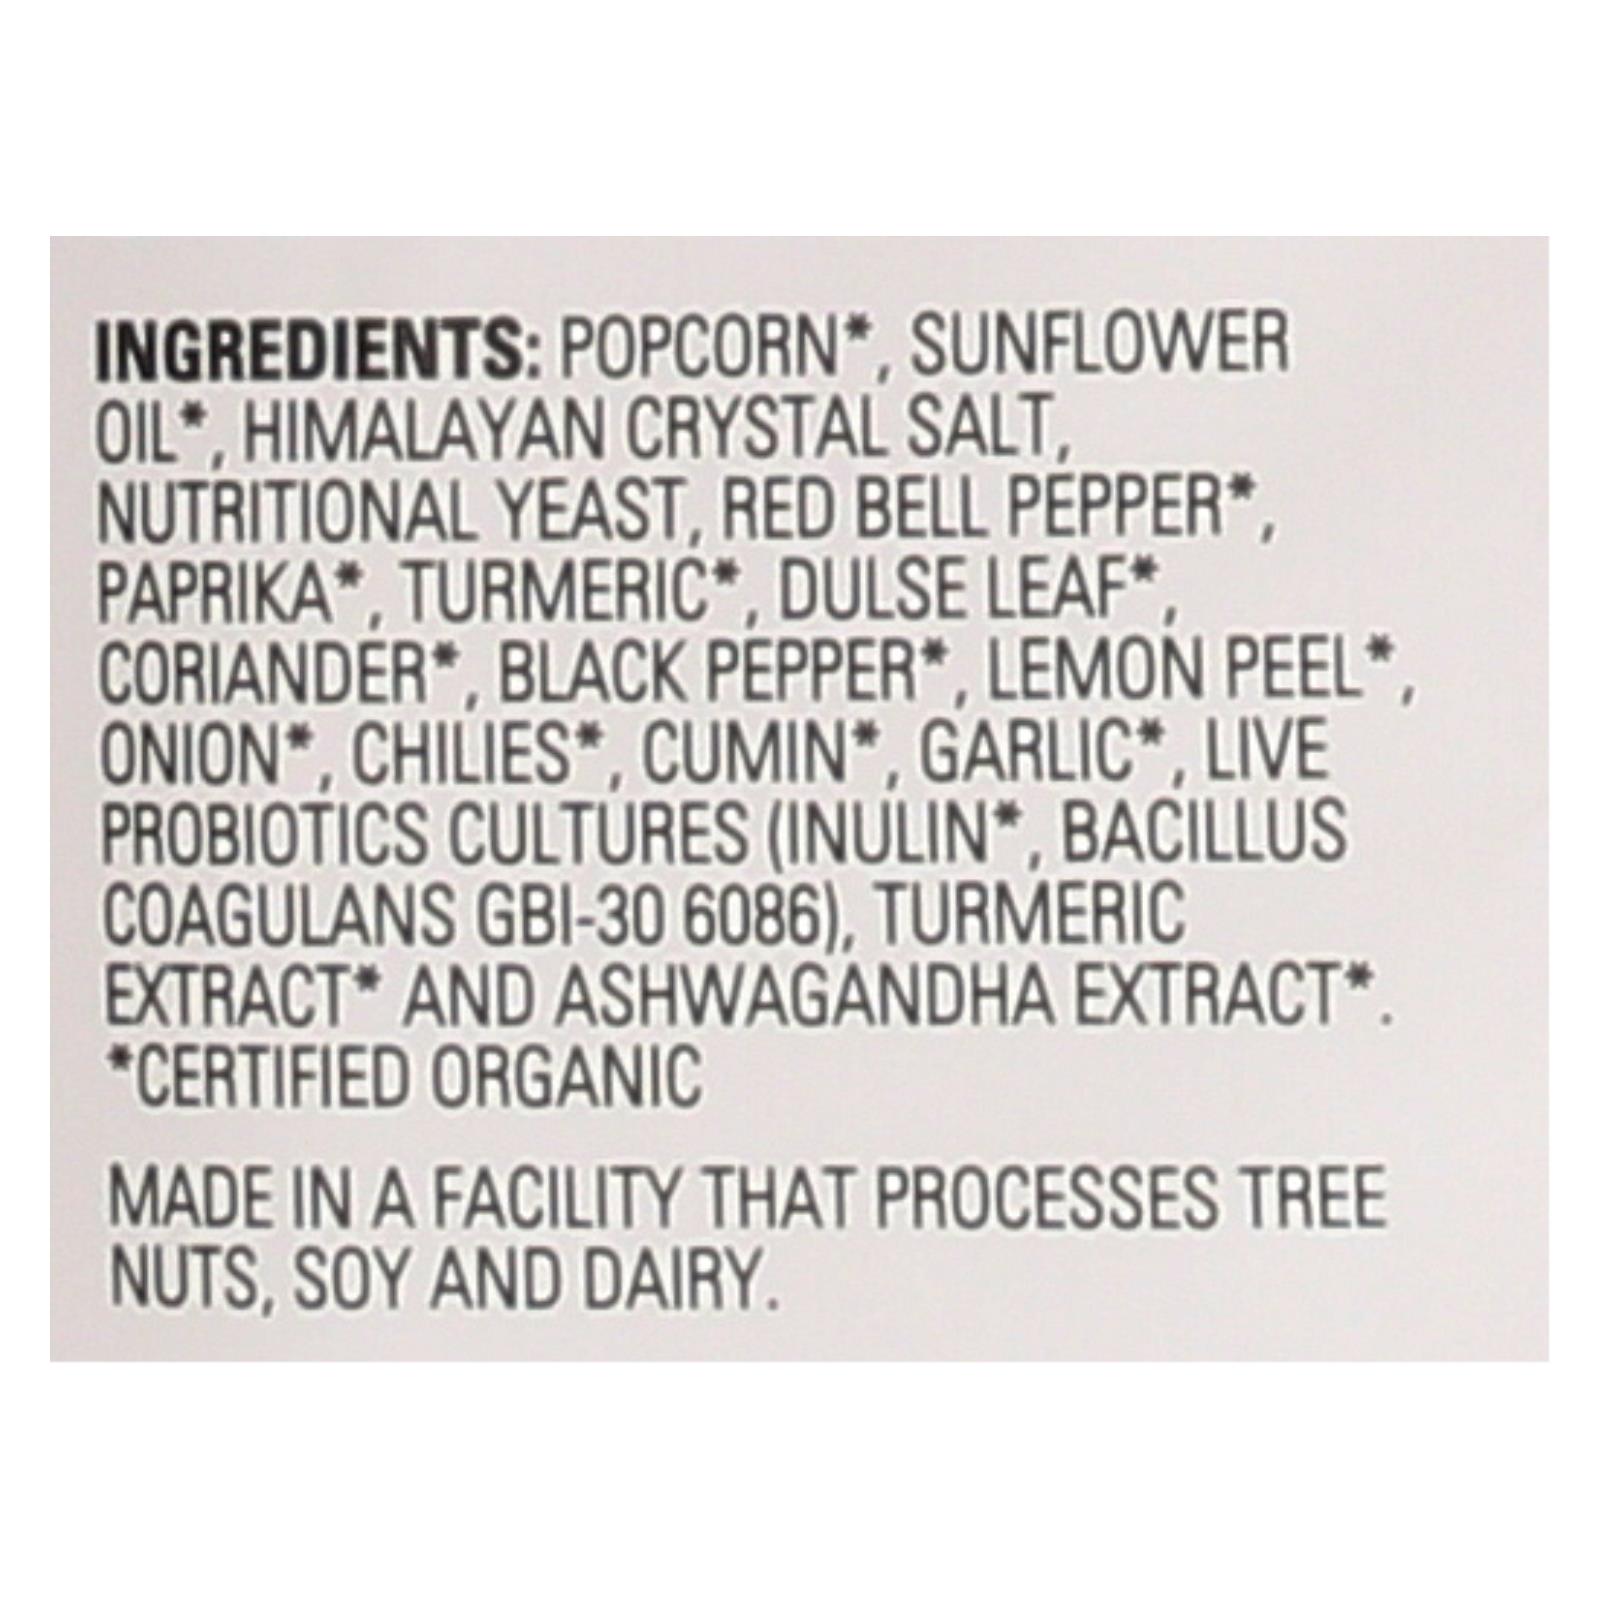 INGREDIENTS: POPCORN*, SUNFLOWER
OIL*, HIMALAYAN CRYSTAL SALT,
NUTRITIONAL YEAST, RED BELL PEPPER*,
PAPRIKA*, TURMERIC*, DULSE LEAF*,
CORIANDER*, BLACK PEPPER*, LEMON PEEL*,
ONION*, CHILIES*, CUMIN*, GARLIC*, LIVE
PROBIOTICS CULTURES (INULIN*, BACILLUS
COAGULANS GBI-30 6086), TURMERIC
EXTRACT* AND ASHWAGANDHA EXTRACT*.
*CERTIFIED ORGANIC
MADE IN A FACILITY THAT PROCESSES TREE
NUTS, SOY AND DAIRY.